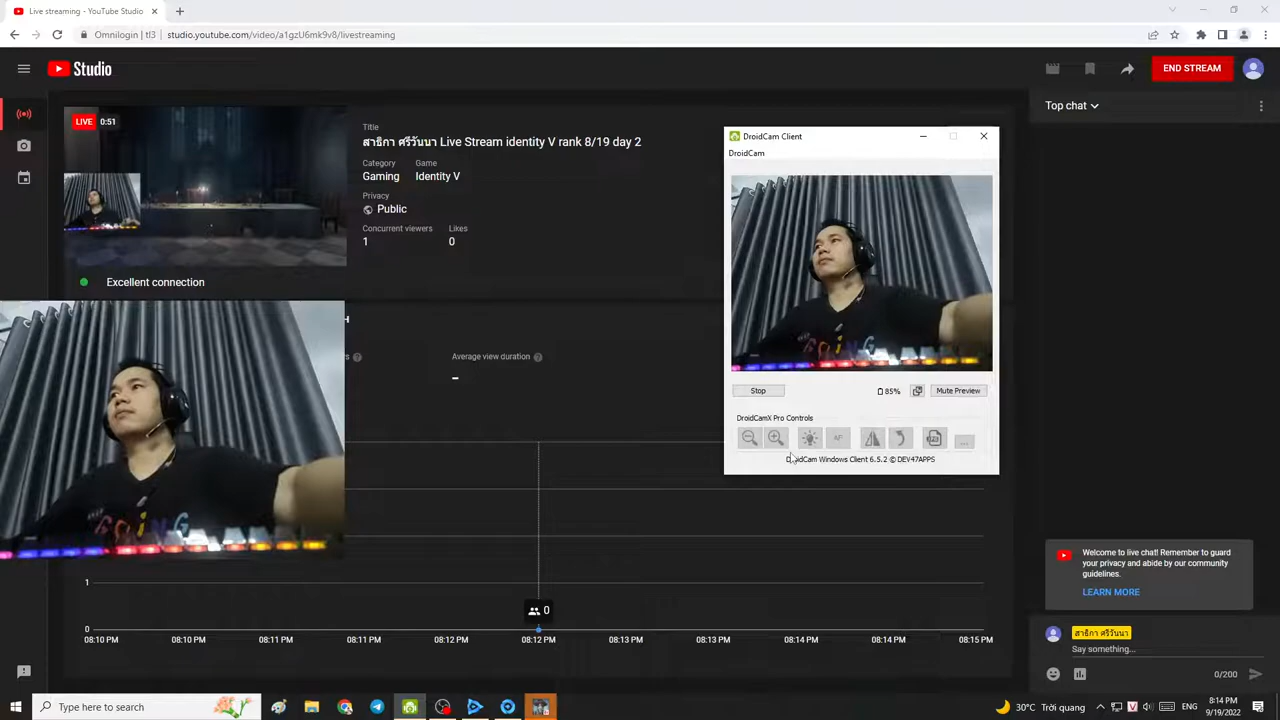 Live streaming - YouTube Studio
Omnilogin | tl3
studio.youtube.com/video/a1gzU6mk9v8/livestreaming
Studio
END STREAM
LIVE 0:51
Excellent connection
Title
สาธิกา ศรีวันนา Live Stream identity V rank 8/19 day 2
Category
Game
Gaming
Identity V
Privacy
Public
Concurrent viewers
Likes
1
0
Average view duration
–
DroidCam Client
DroidCam
Stop
85%
Mute Preview
DroidCamX Pro Controls
AF
...
DroidCam Windows Client 6.5.2 © DEV47APPS
1
0
0
08:10 PM
08:10 PM
08:11 PM
08:11 PM
08:12 PM
08:12 PM
08:13 PM
08:13 PM
08:14 PM
08:14 PM
08:15 PM
Top chat
Welcome to live chat! Remember to guard
your privacy and abide by our community
guidelines.
LEARN MORE
สาธิกา ศรีวันนา
Say something...
0/200
Type here to search
30°C Trời quang
V
8:14 PM
9/19/2022